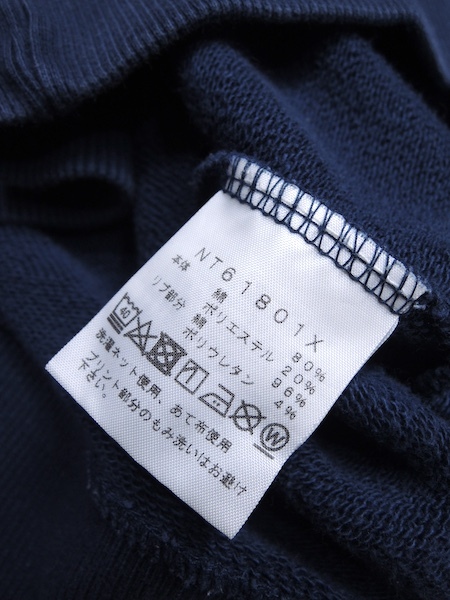 NT61801X
本体 綿 80%
ポリエステル 20%
リブ部分 綿 96%
ポリウレタン 4%
40 W
洗濯ネット使用、あて布使用
プリント部分のもみ洗いはお避け
下さい。